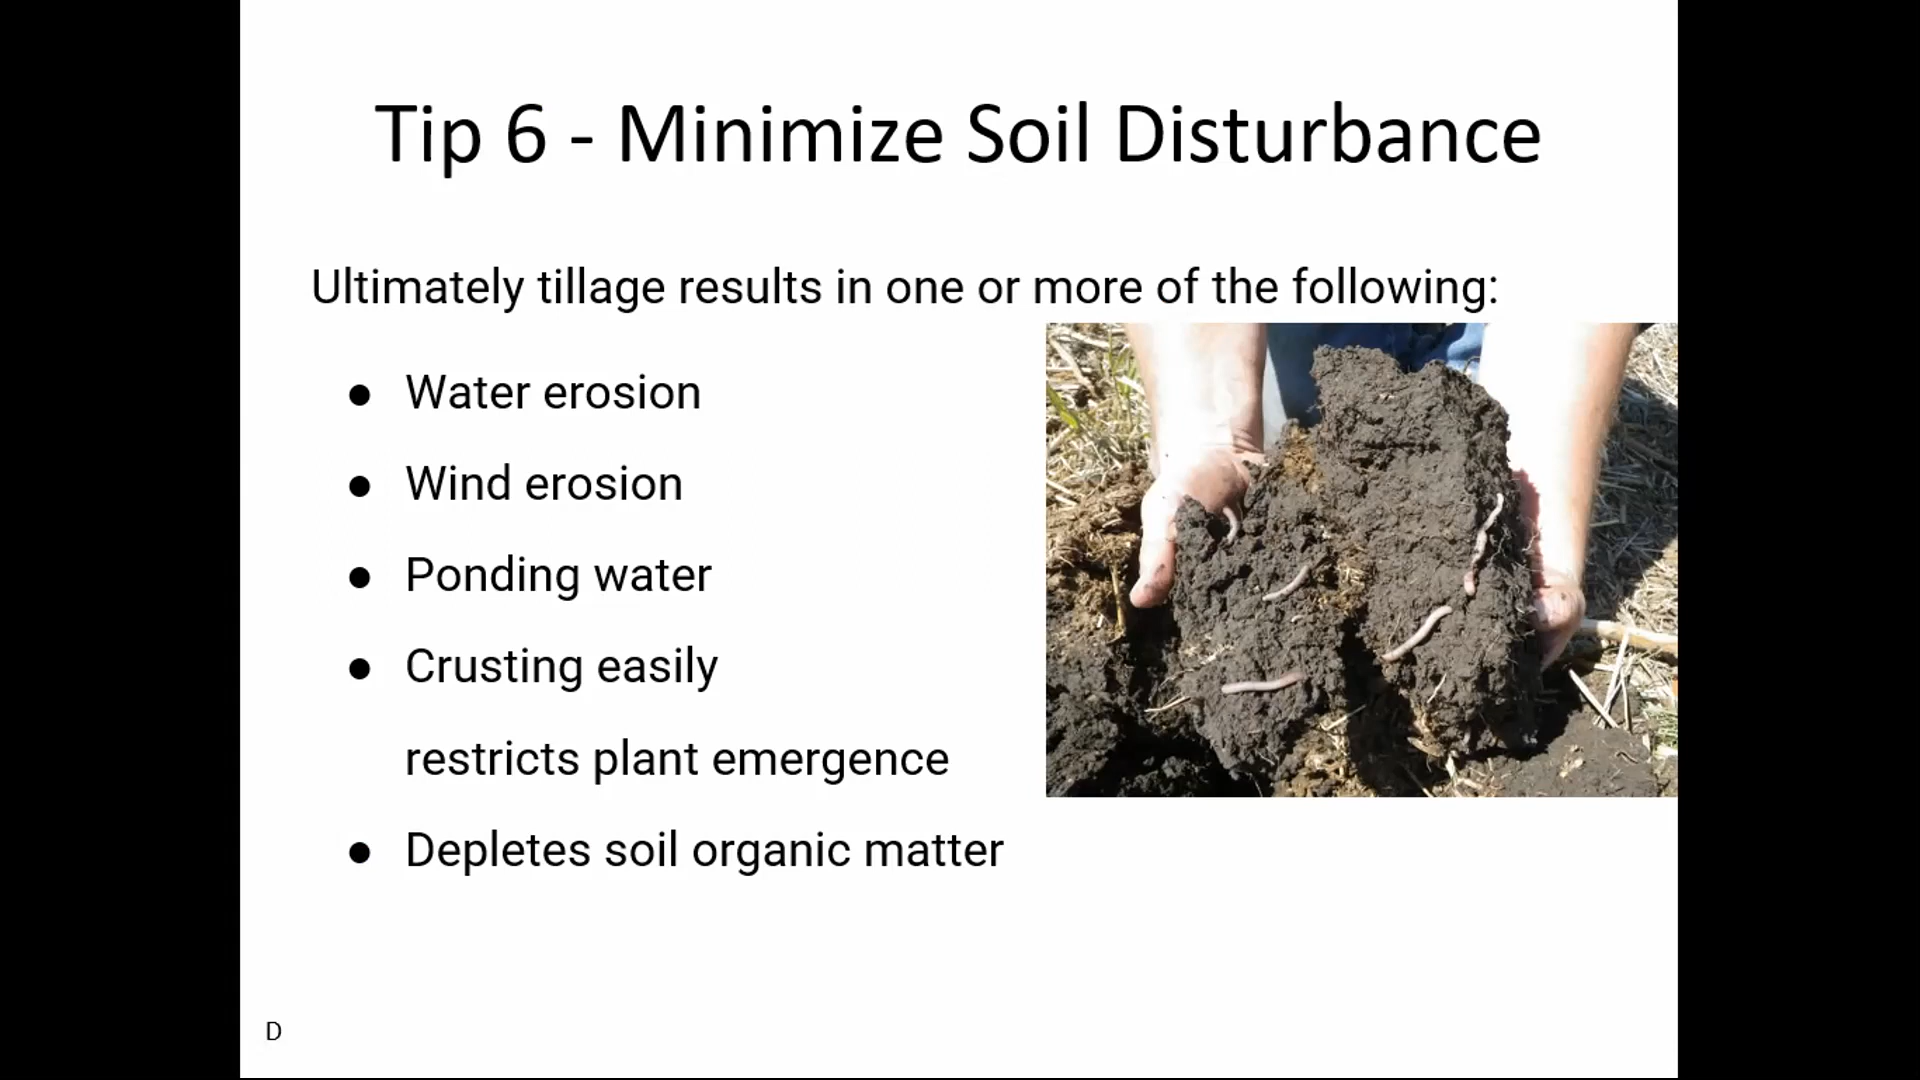 Tip 6 - Minimize Soil Disturbance
Ultimately tillage results in one or more of the following:
● Water erosion
● Wind erosion
● Ponding water
● Crusting easily
restricts plant emergence
● Depletes soil organic matter
D